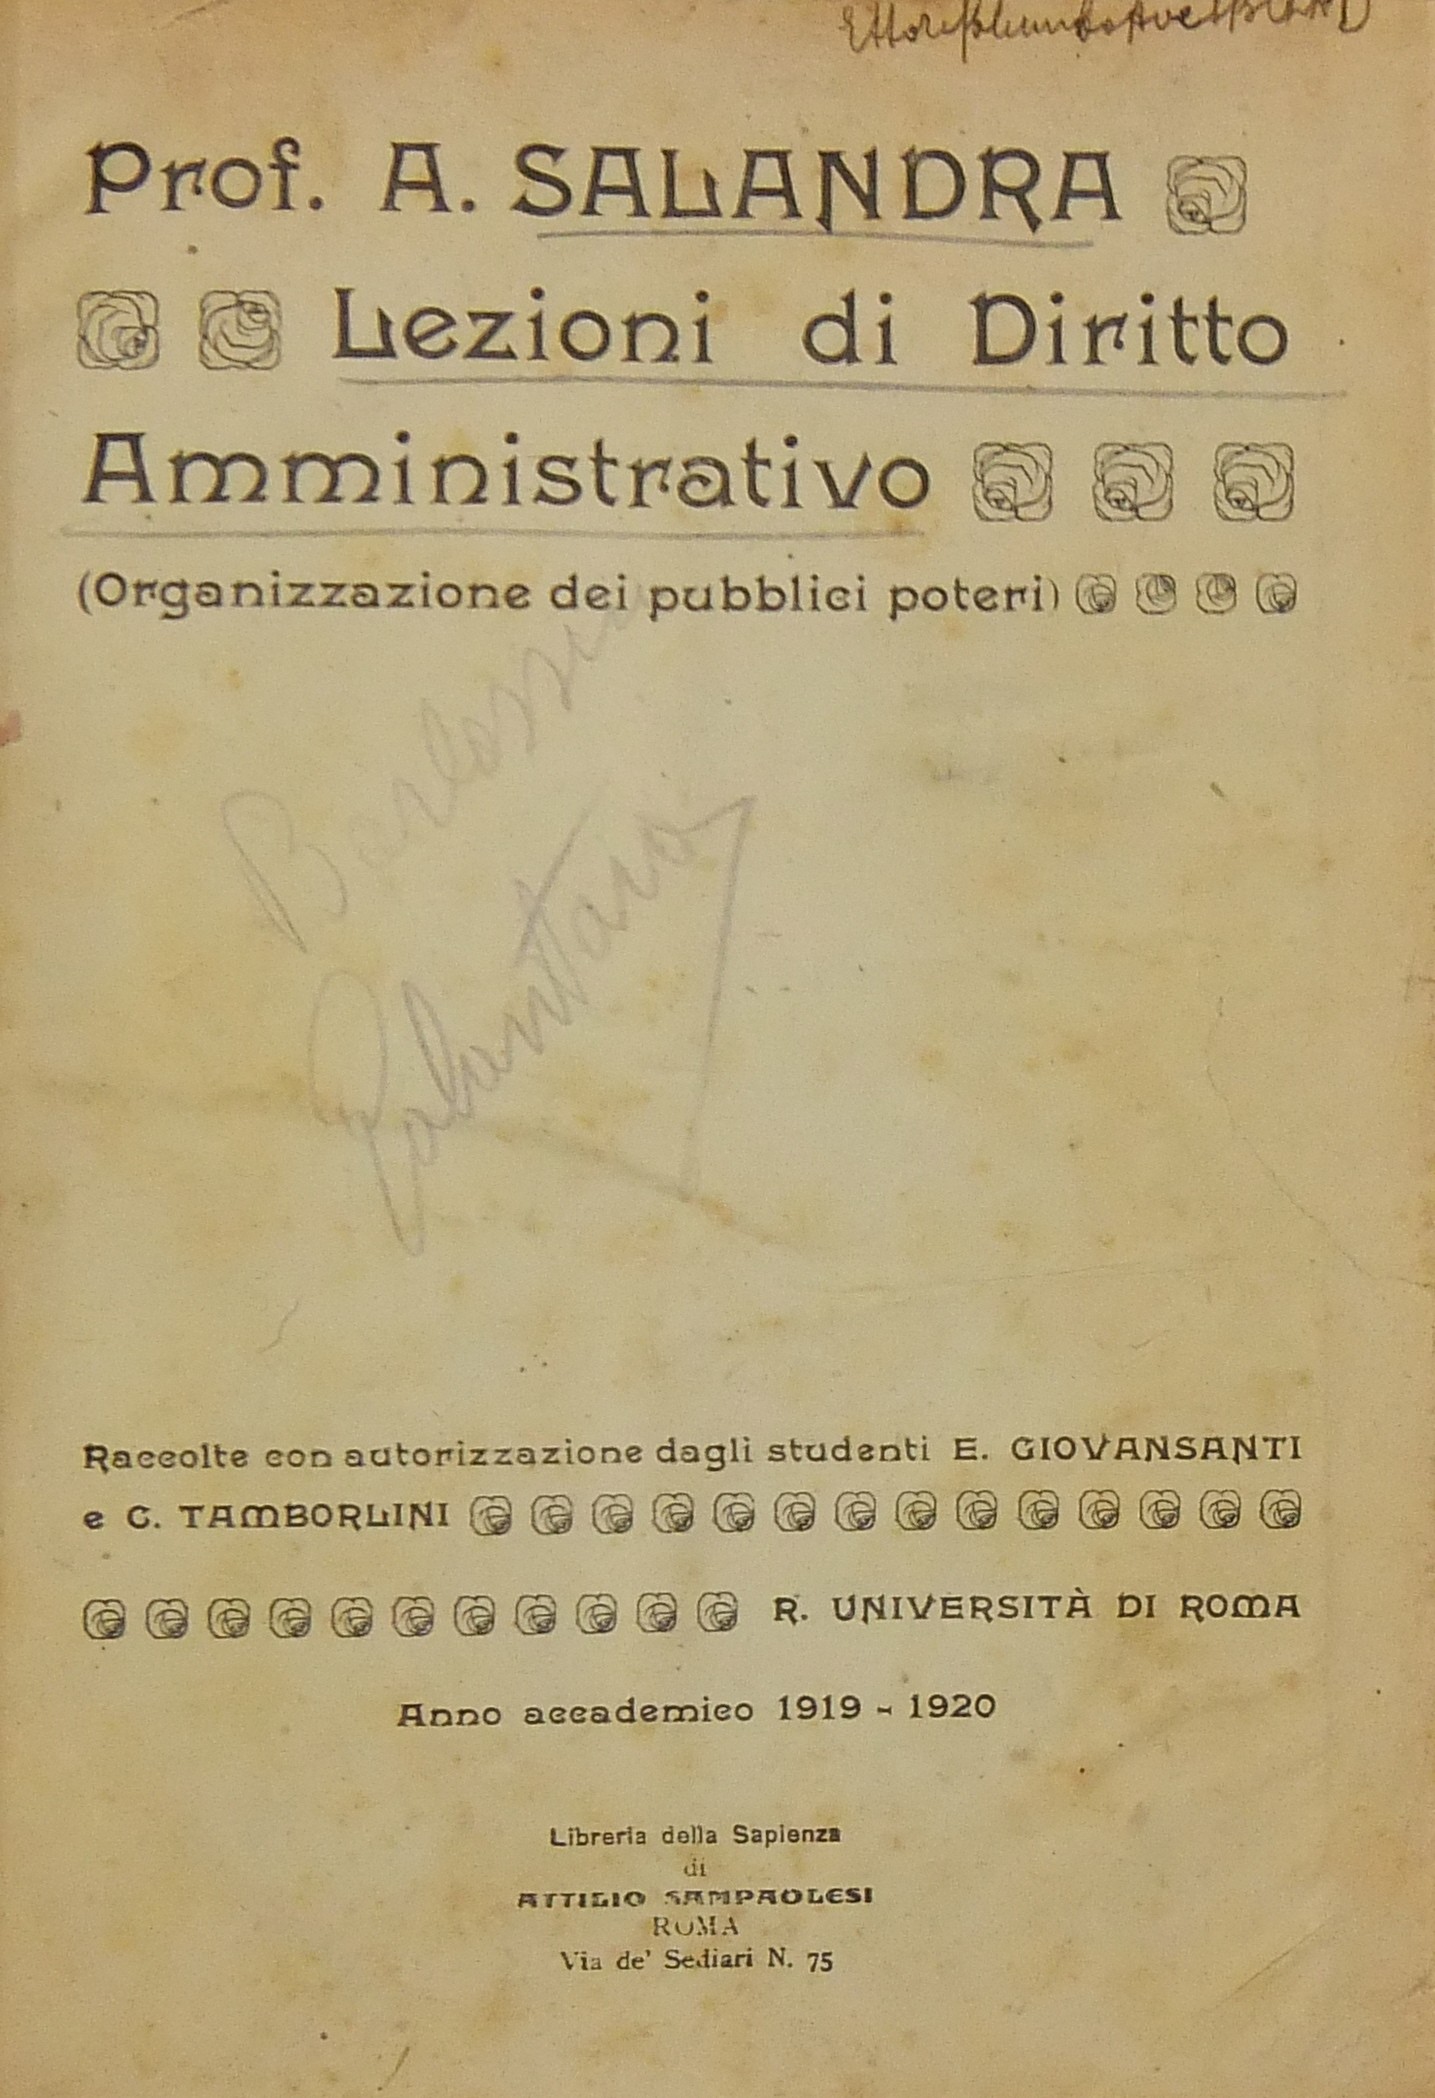 Prof. A. SALANDRA
Lezioni di Diritto
Amministrativo
(Organizzazione dei pubblici poteri)
Raccolte con autorizzazione dagli studenti E. GIOVANSANTI
e C. TAMBORLINI
R. UNIVERSITÀ DI ROMA
Anno accademico 1919 - 1920
Libreria della Sapienza
di
ATTILIO SAMPAOLESI
ROMA
Via de' Sediari N. 75